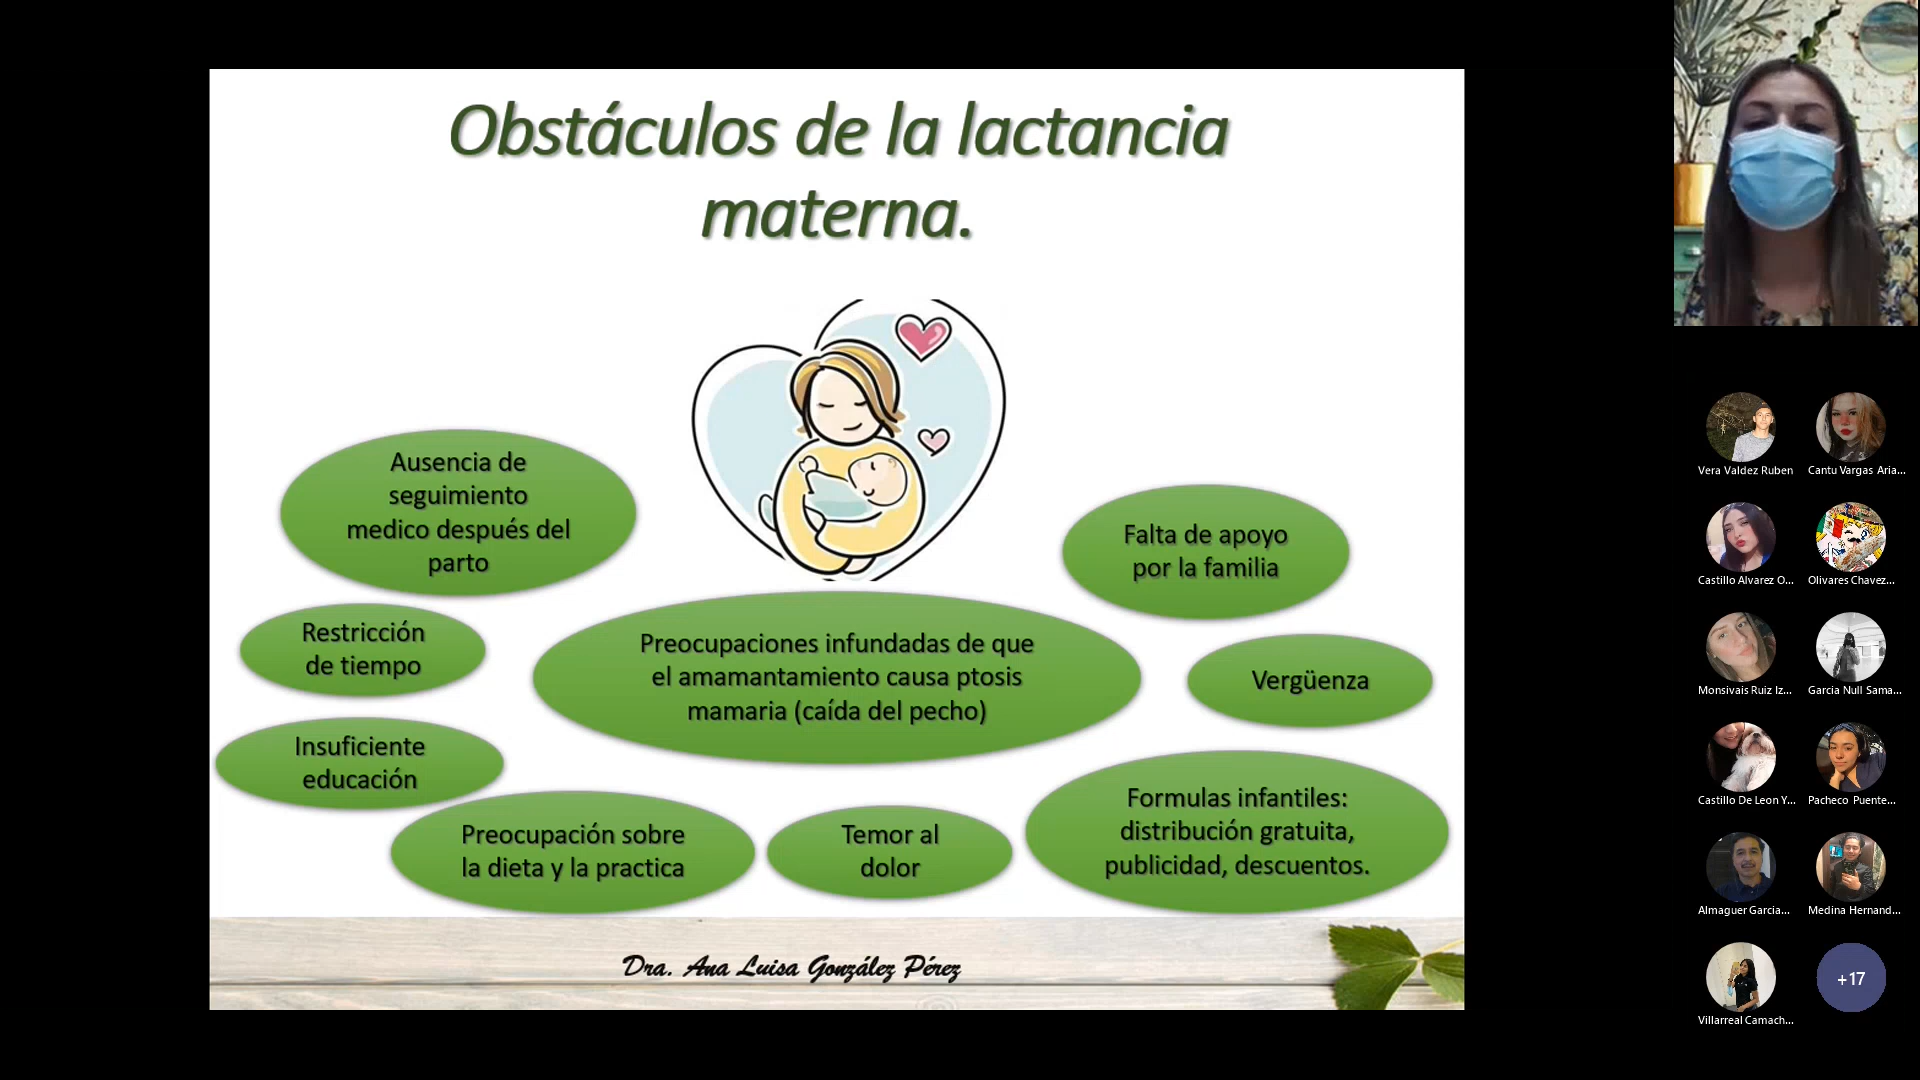 Obstáculos de la lactancia
materna.
Ausencia de
seguimiento
medico después del
parto
Falta de apoyo
por la familia
Restricción
de tiempo
Preocupaciones infundadas de que
el amamantamiento causa ptosis
mamaria (caída del pecho)
Vergüenza
Insuficiente
educación
Preocupación sobre
la dieta y la practica
Temor al
dolor
Formulas infantiles:
distribución gratuita,
publicidad, descuentos.
Dra. Ana Luisa González Pérez
Vera Valdez Ruben
Cantu Vargas Aria...
Castillo Alvarez O...
Olivares Chavez...
Monsivais Ruiz Iz...
Garcia Null Sama...
Castillo De Leon Y...
Pacheco Puente...
Almaguer Garcia...
Medina Hernand...
Villarreal Camach...
+17